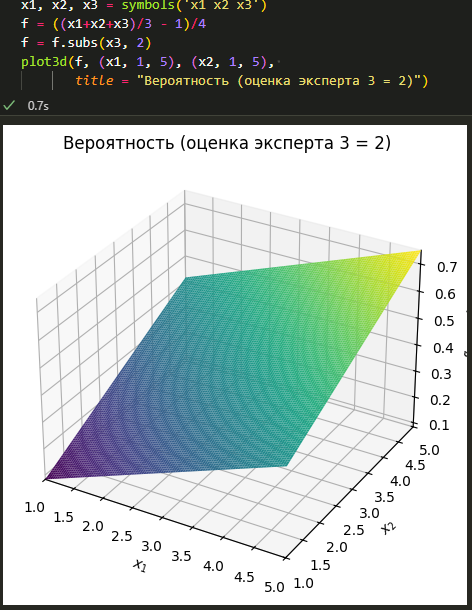 x1, x2, x3 = symbols('x1 x2 x3')
f = ((x1+x2+x3)/3 - 1)/4
f = f.subs(x3, 2)
plot3d(f, (x1, 1, 5), (x2, 1, 5),
title = "Вероятность (оценка эксперта 3 = 2)")
0.7s
Вероятность (оценка эксперта 3 = 2)
0.7
0.6
0.5
0.4
0.3
0.2
0.1
1.0
1.5
2.0
2.5
3.0
3.5
4.0
4.5
5.0
x1
1.0
1.5
2.0
2.5
3.0
3.5
4.0
4.5
5.0
x2